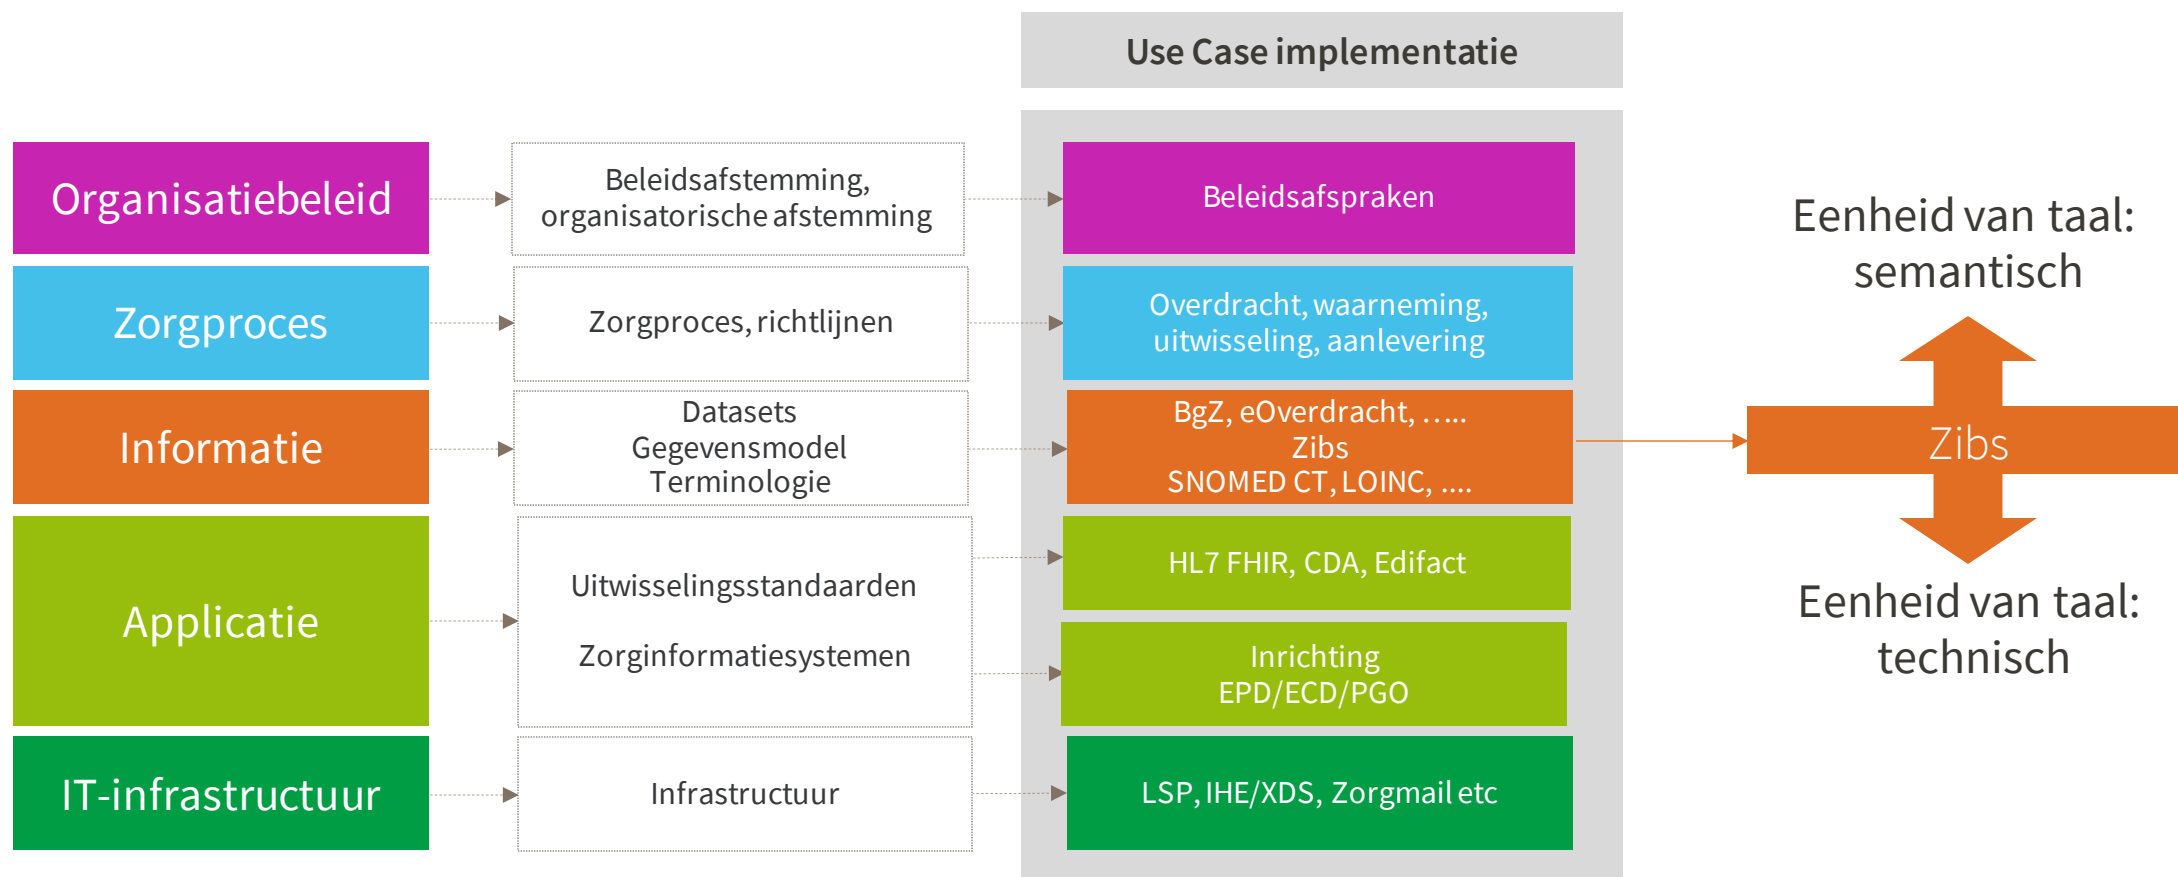 Use Case implementatie
Organisatiebeleid
Beleidsafstemming,
organisatorische afstemming
Beleidsafspraken
Zorgproces
Zorgproces, richtlijnen
Overdracht, waarneming,
uitwisseling, aanlevering
Informatie
Datasets
Gegevensmodel
Terminologie
BgZ, eOverdracht, …..
Zibs
SNOMED CT, LOINC, ....
Applicatie
Uitwisselingsstandaarden
Zorginformatiesystemen
HL7 FHIR, CDA, Edifact
Inrichting
EPD/ECD/PGO
IT-infrastructuur
Infrastructuur
LSP, IHE/XDS, Zorgmail etc
Eenheid van taal:
semantisch
Zibs
Eenheid van taal:
technisch